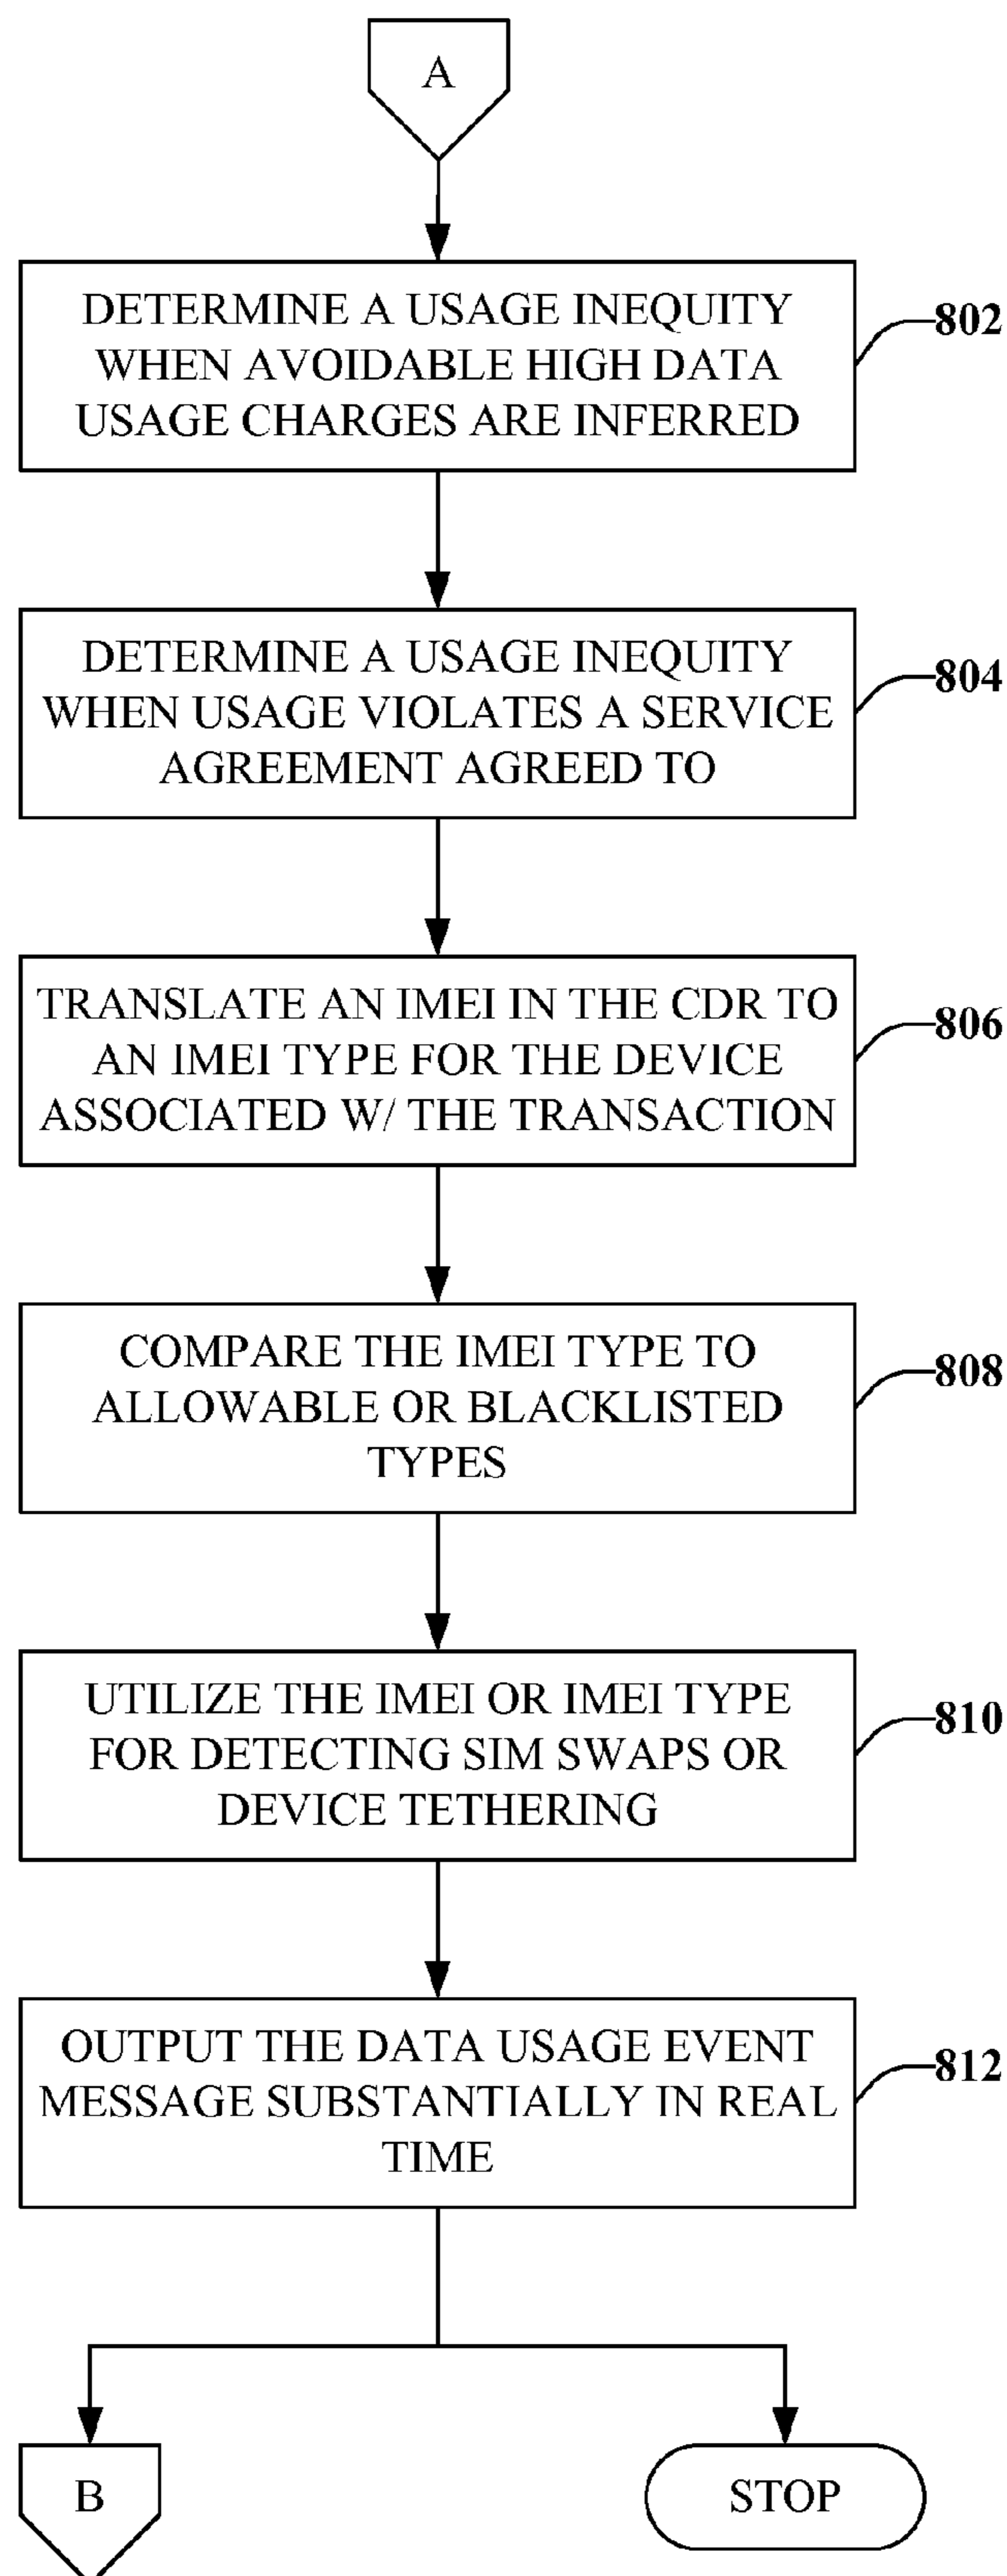 A
DETERMINE A USAGE INEQUITY
WHEN AVOIDABLE HIGH DATA
USAGE CHARGES ARE INFERRED
802
DETERMINE A USAGE INEQUITY
WHEN USAGE VIOLATES A SERVICE
AGREEMENT AGREED TO
804
TRANSLATE AN IMEI IN THE CDR TO
AN IMEI TYPE FOR THE DEVICE
ASSOCIATED W/ THE TRANSACTION
806
COMPARE THE IMEI TYPE TO
ALLOWABLE OR BLACKLISTED
TYPES
808
UTILIZE THE IMEI OR IMEI TYPE
FOR DETECTING SIM SWAPS OR
DEVICE TETHERING
810
OUTPUT THE DATA USAGE EVENT
MESSAGE SUBSTANTIALLY IN REAL
TIME
812
B
STOP